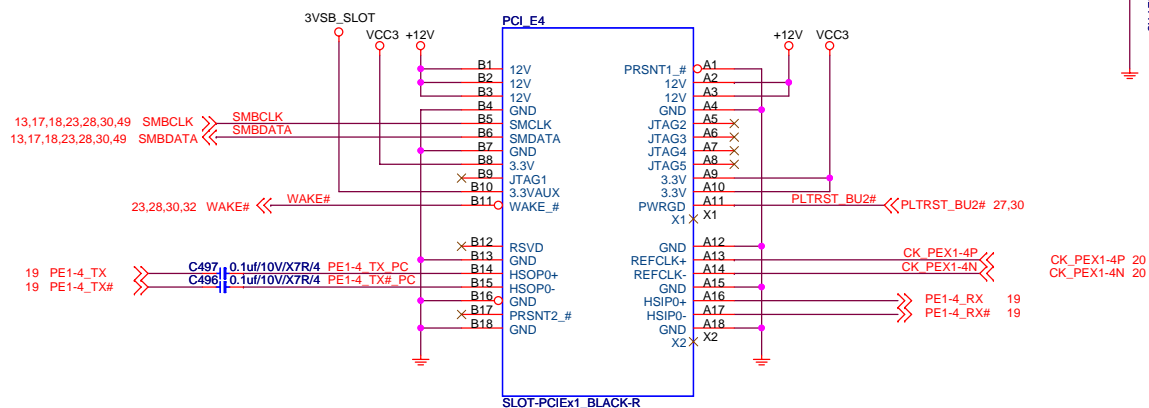 3VSB_SLOT
VCC3
+12V
PCI_E4
+12V
VCC3
B1 12V
B2 12V
B3 12V
B4 GND
13,17,18,23,28,30,49 SMBCLK SMBCLK B5 SMCLK
13,17,18,23,28,30,49 SMBDATA SMBDATA B6 SMDATA
B7 GND
B8 3.3V
B9 JTAG1
B10 3.3VAUX
23,28,30,32 WAKE# WAKE# B11 WAKE_#
B12 RSVD
B13 GND
19 PE1-4_TX C497 0.1uf/10V/X7R/4 PE1-4_TX_PC B14 HSOP0+
19 PE1-4_TX# C496 0.1uf/10V/X7R/4 PE1-4_TX#_PC B15 HSOP0-
B16 GND
B17 PRSNT2_#
B18 GND
PRSNT1_# A1
12V A2
12V A3
GND A4
JTAG2 A5
JTAG3 A6
JTAG4 A7
JTAG5 A8
3.3V A9
3.3V A10
PWRGD A11 PLTRST_BU2# PLTRST_BU2# 27,30
X1 X1
GND A12
REFCLK+ A13 CK_PEX1-4P CK_PEX1-4P 20
REFCLK- A14 CK_PEX1-4N CK_PEX1-4N 20
GND A15
HSIP0+ A16 PE1-4_RX 19
HSIP0- A17 PE1-4_RX# 19
GND A18
X2 X2
SLOT-PCIEx1_BLACK-R